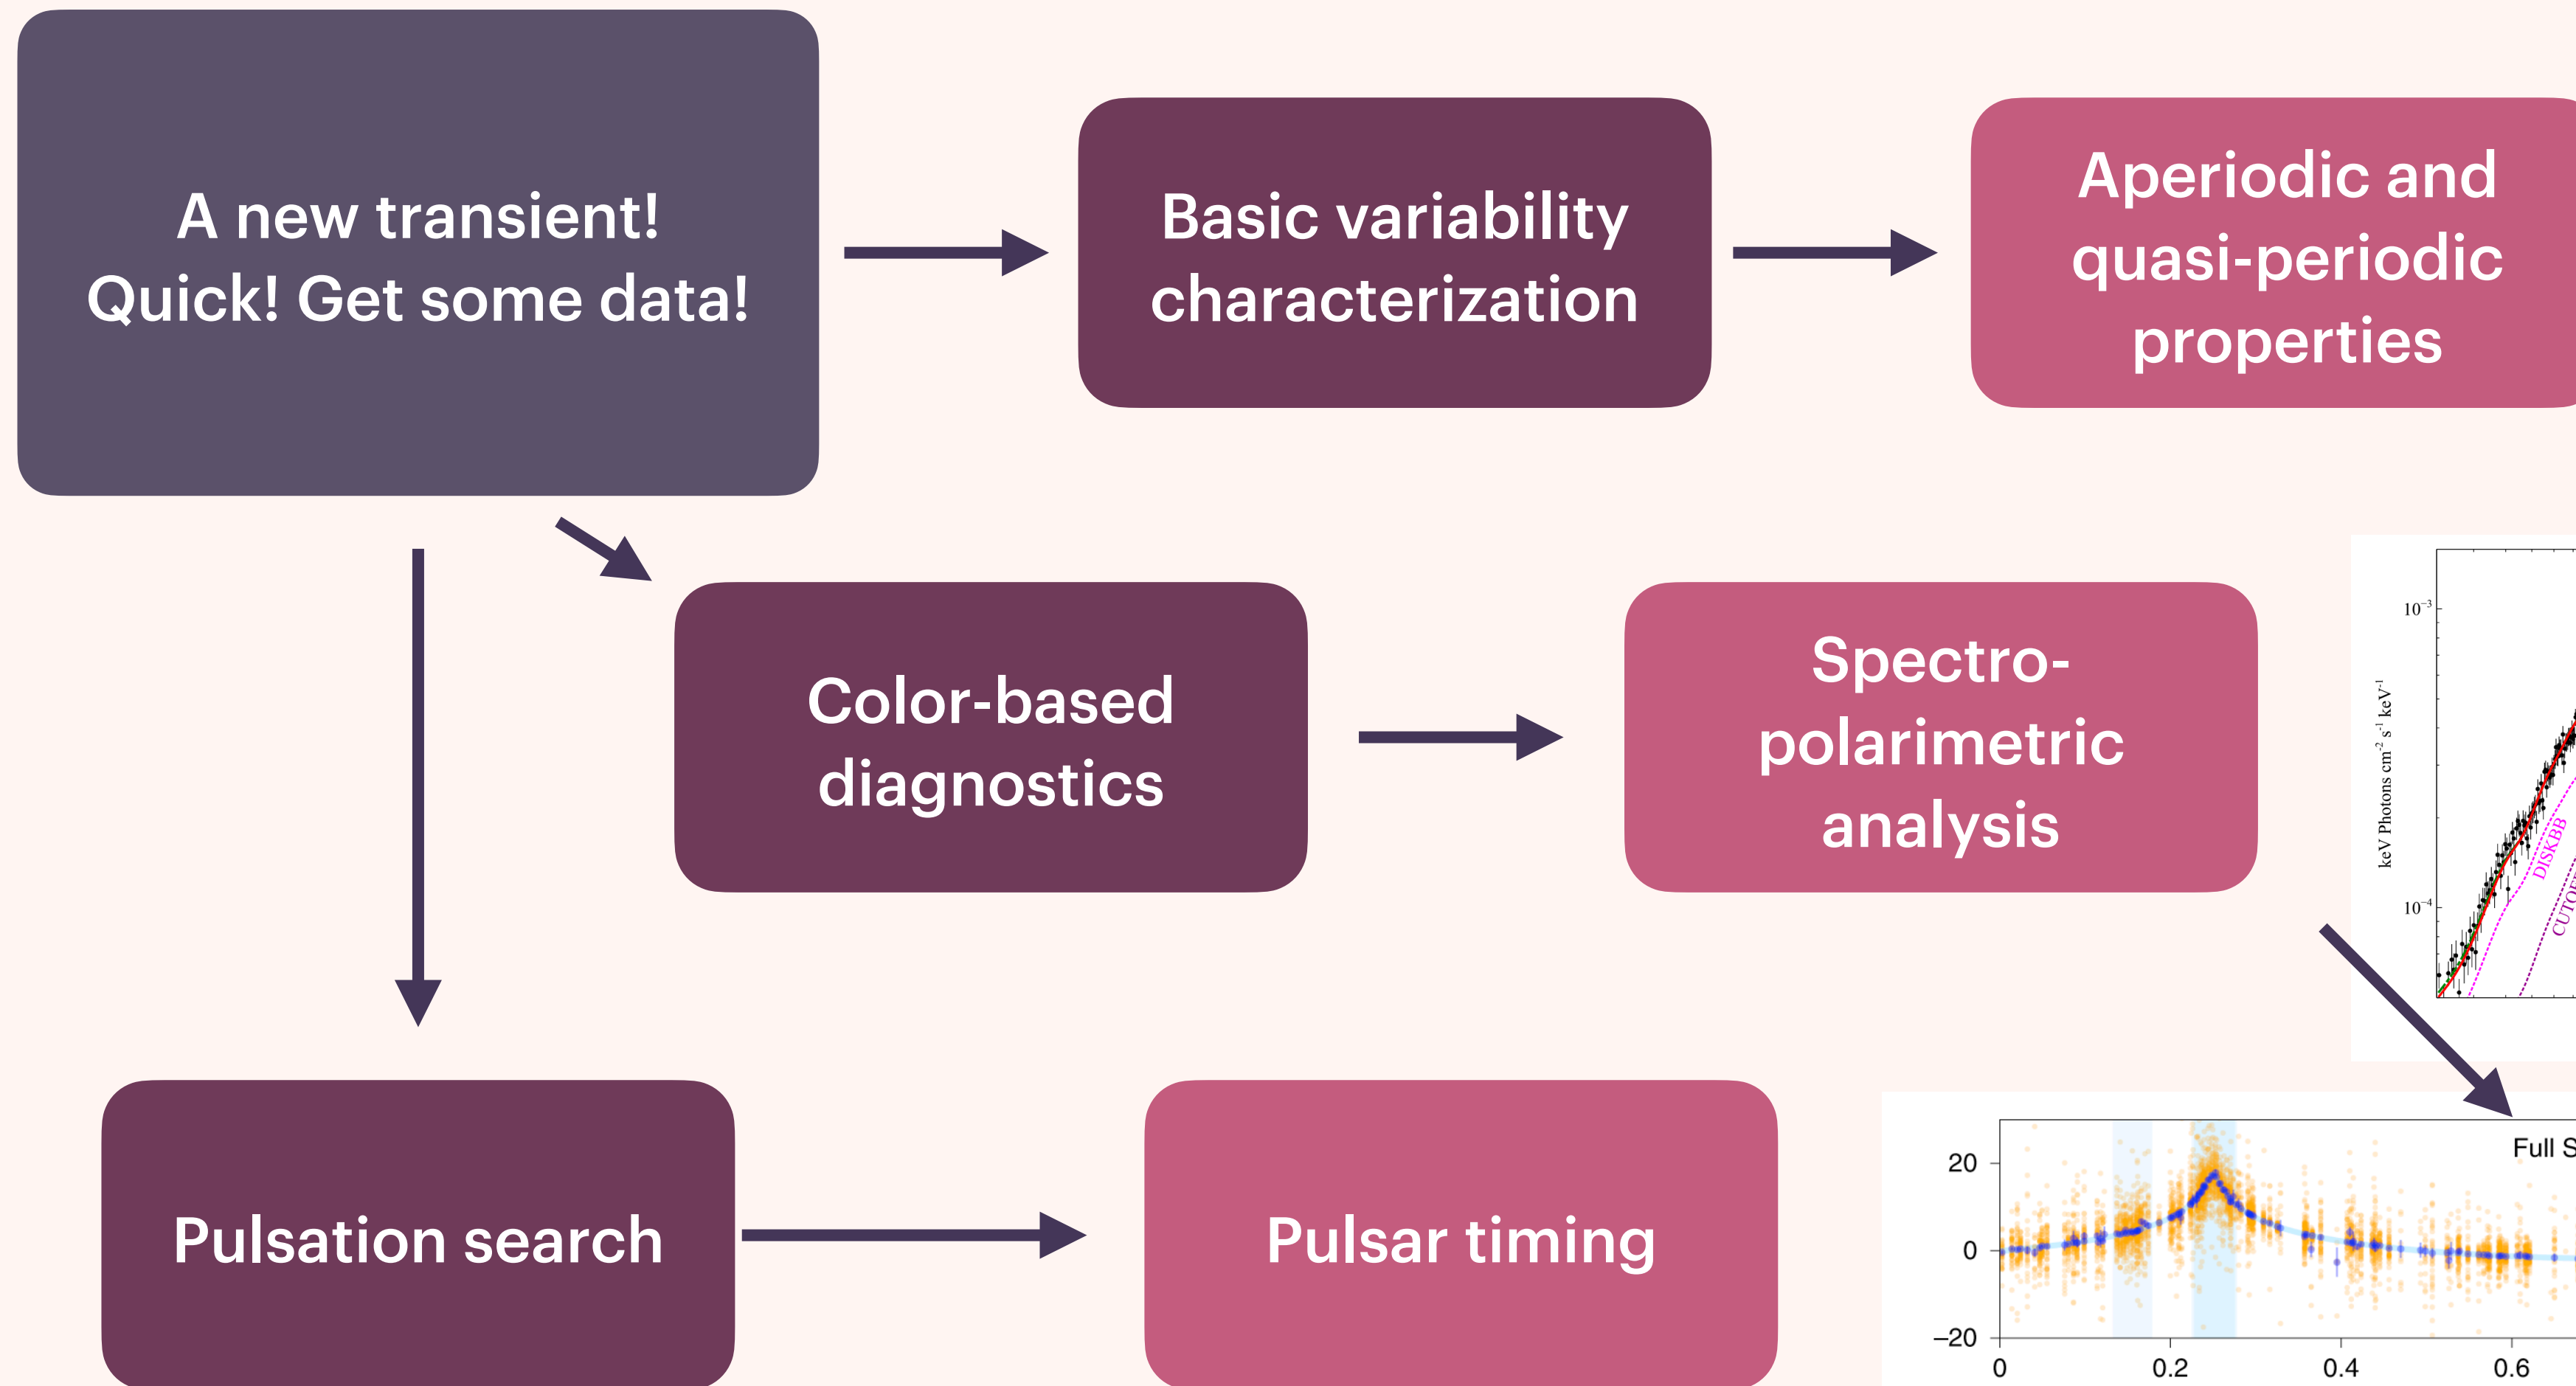 A new transient!
Quick! Get some data!
Basic variability
characterization
Aperiodic and
quasi-periodic
properties
Color-based
diagnostics
Spectro-
polarimetric
analysis
10⁻³
keV Photons cm⁻² s⁻¹ keV⁻¹
DISKBB
10⁻⁴
Pulsation search
Pulsar timing
Full
20
0
−20
0 0.2 0.4 0.6